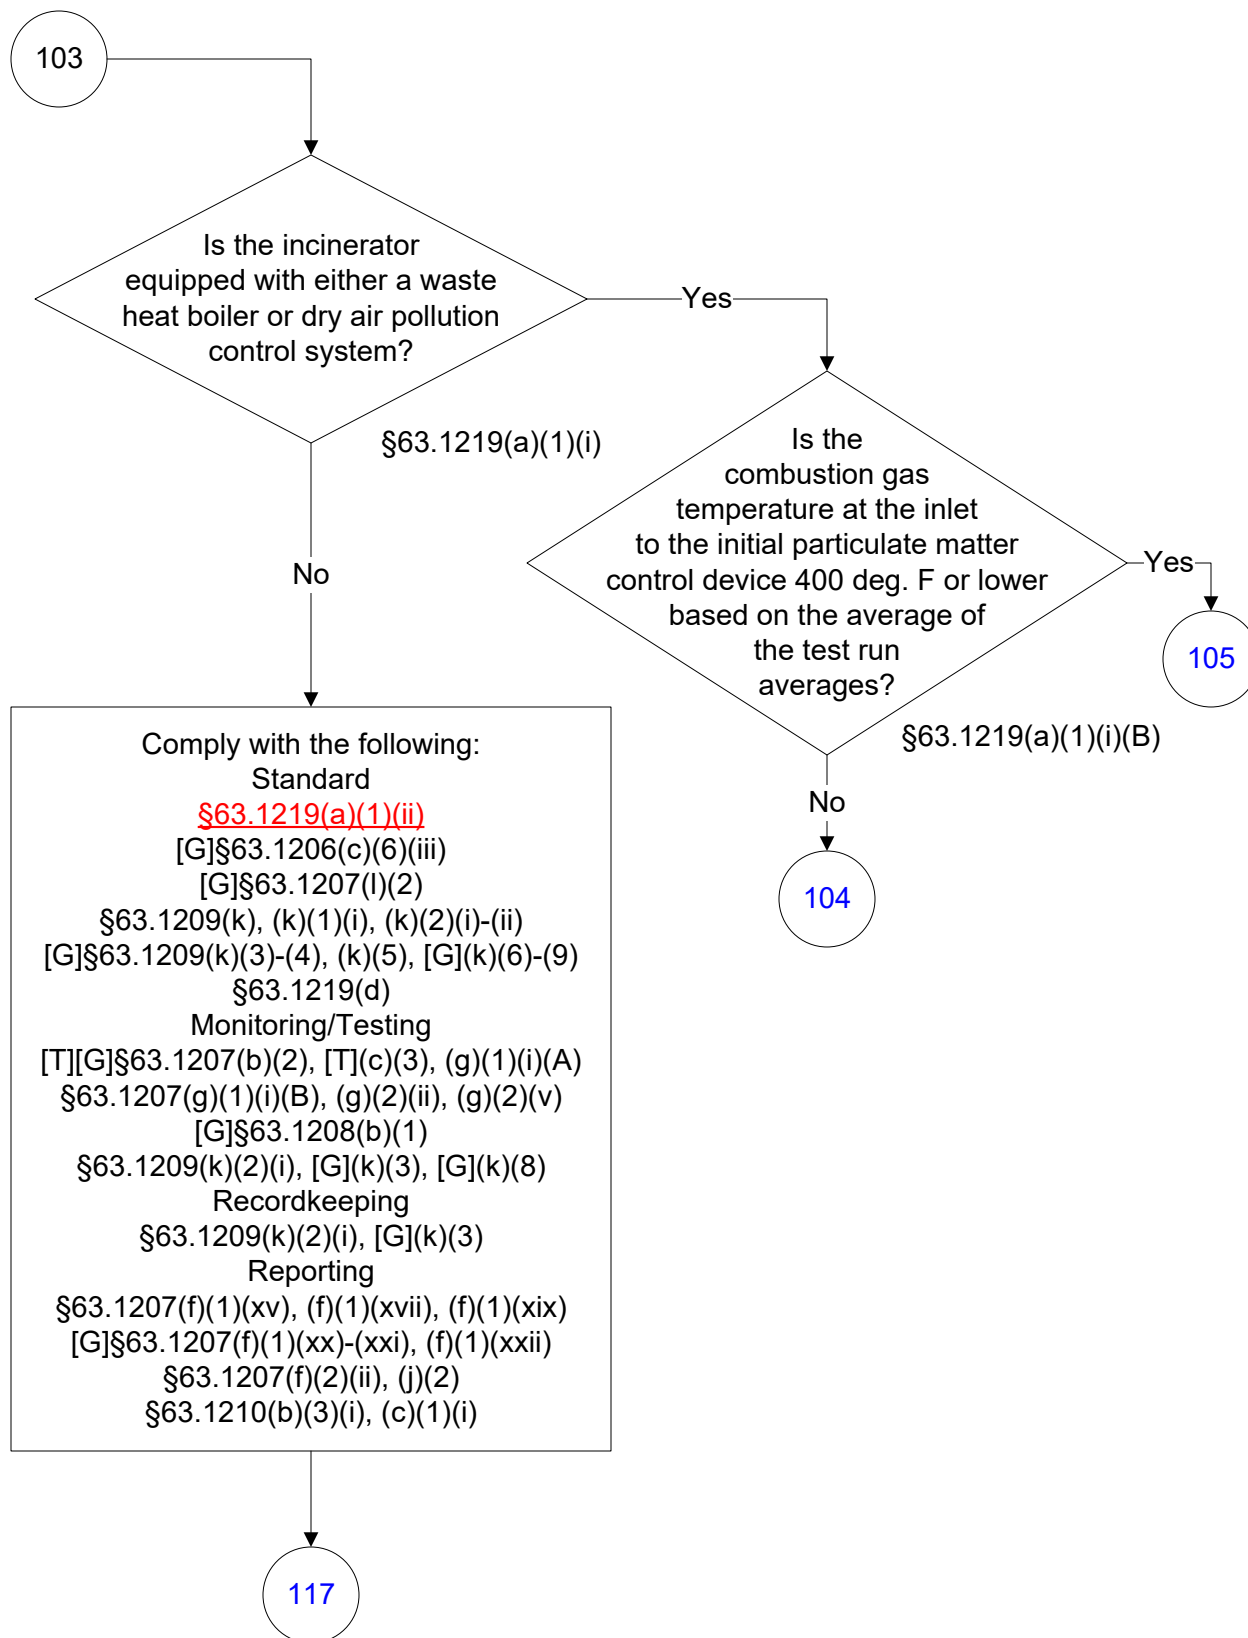 103
Is the incinerator
equipped with either a waste
heat boiler or dry air pollution
control system?
Yes
§63.1219(a)(1)(i)
No
Is the
combustion gas
temperature at the inlet
to the initial particulate matter
control device 400 deg. F or lower
based on the average of
the test run
averages?
Yes
105
§63.1219(a)(1)(i)(B)
No
104
Comply with the following:
Standard
§63.1219(a)(1)(ii)
[G]§63.1206(c)(6)(iii)
[G]§63.1207(l)(2)
§63.1209(k), (k)(1)(i), (k)(2)(i)-(ii)
[G]§63.1209(k)(3)-(4), (k)(5), [G](k)(6)-(9)
§63.1219(d)
Monitoring/Testing
[T][G]§63.1207(b)(2), [T](c)(3), (g)(1)(i)(A)
§63.1207(g)(1)(i)(B), (g)(2)(ii), (g)(2)(v)
[G]§63.1208(b)(1)
§63.1209(k)(2)(i), [G](k)(3), [G](k)(8)
Recordkeeping
§63.1209(k)(2)(i), [G](k)(3)
Reporting
§63.1207(f)(1)(xv), (f)(1)(xvii), (f)(1)(xix)
[G]§63.1207(f)(1)(xx)-(xxi), (f)(1)(xxii)
§63.1207(f)(2)(ii), (j)(2)
§63.1210(b)(3)(i), (c)(1)(i)
117